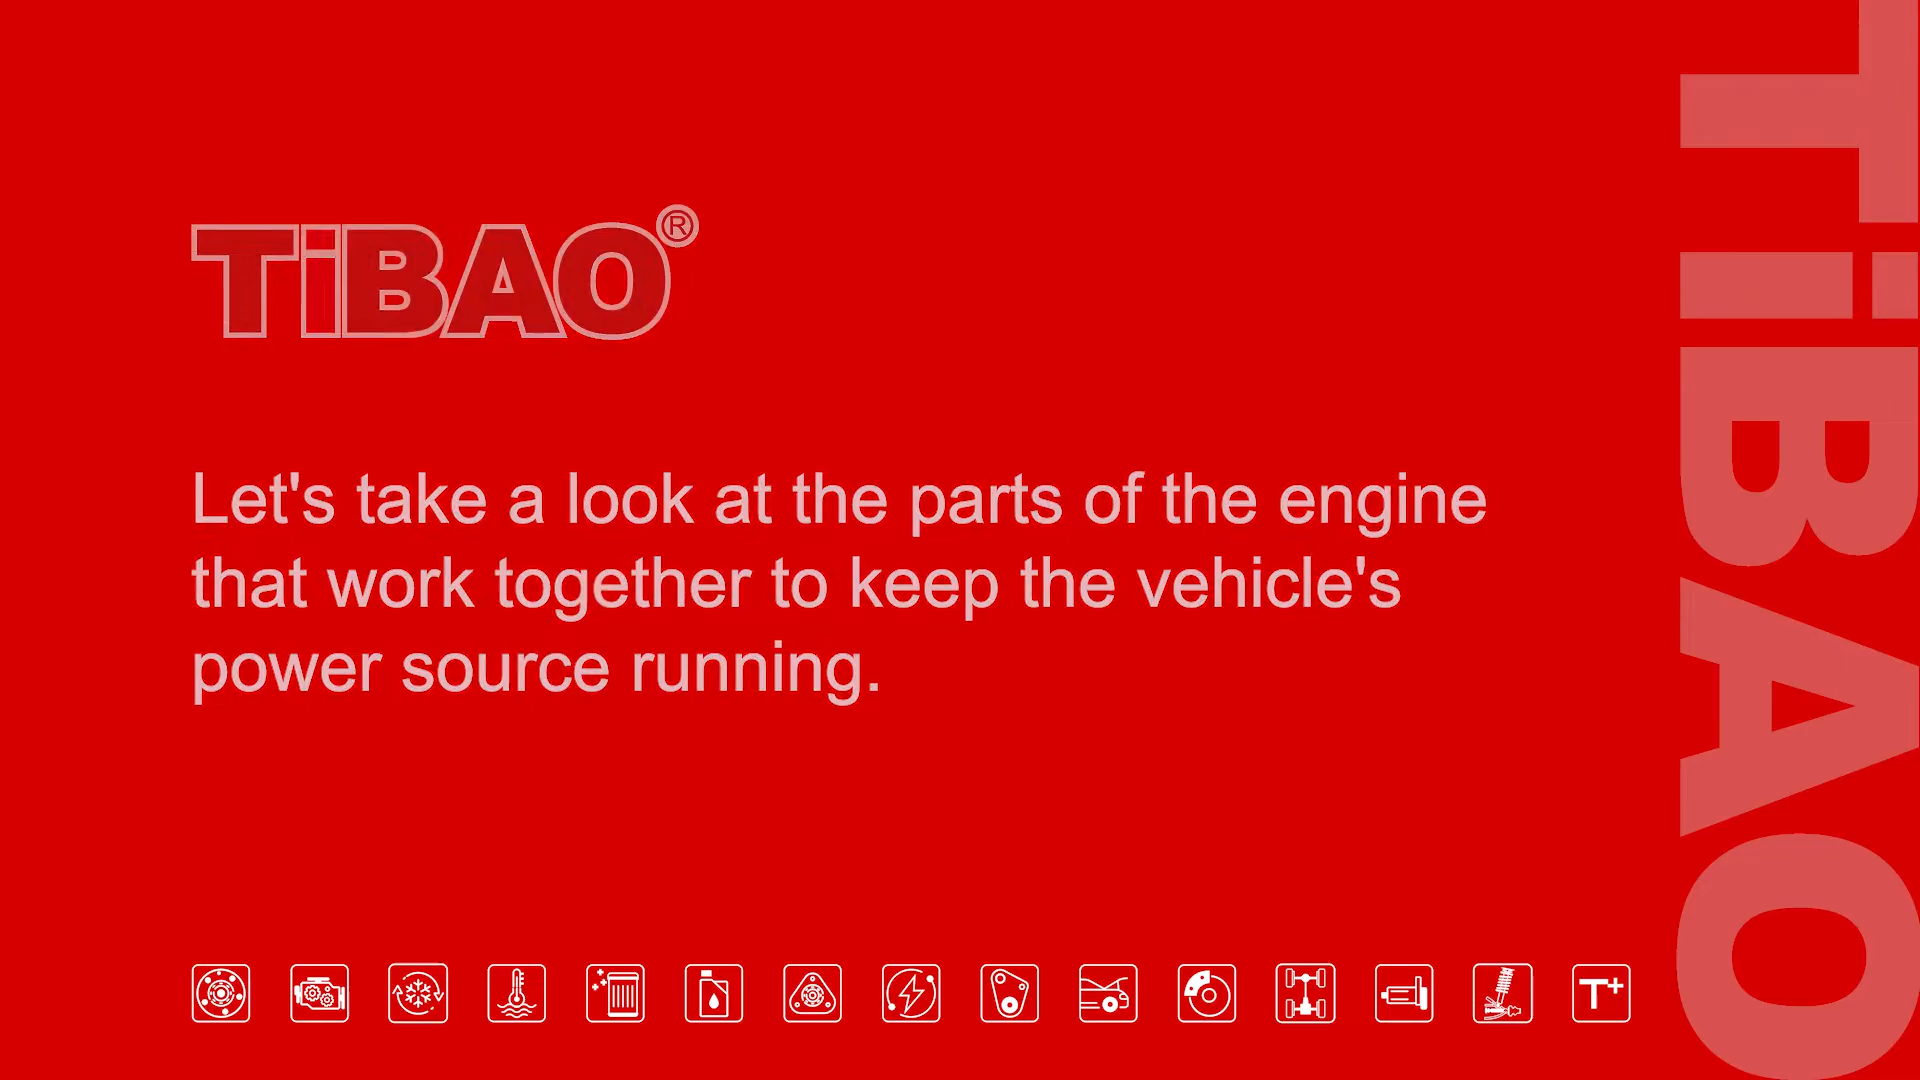 TiBAO®
Let's take a look at the parts of the engine
that work together to keep the vehicle's
power source running.
T+
TiBAO